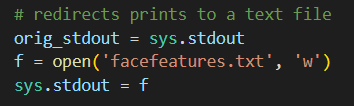 # redirects prints to a text file
orig_stdout = sys.stdout
f = open('facefeatures.txt', 'w')
sys.stdout = f